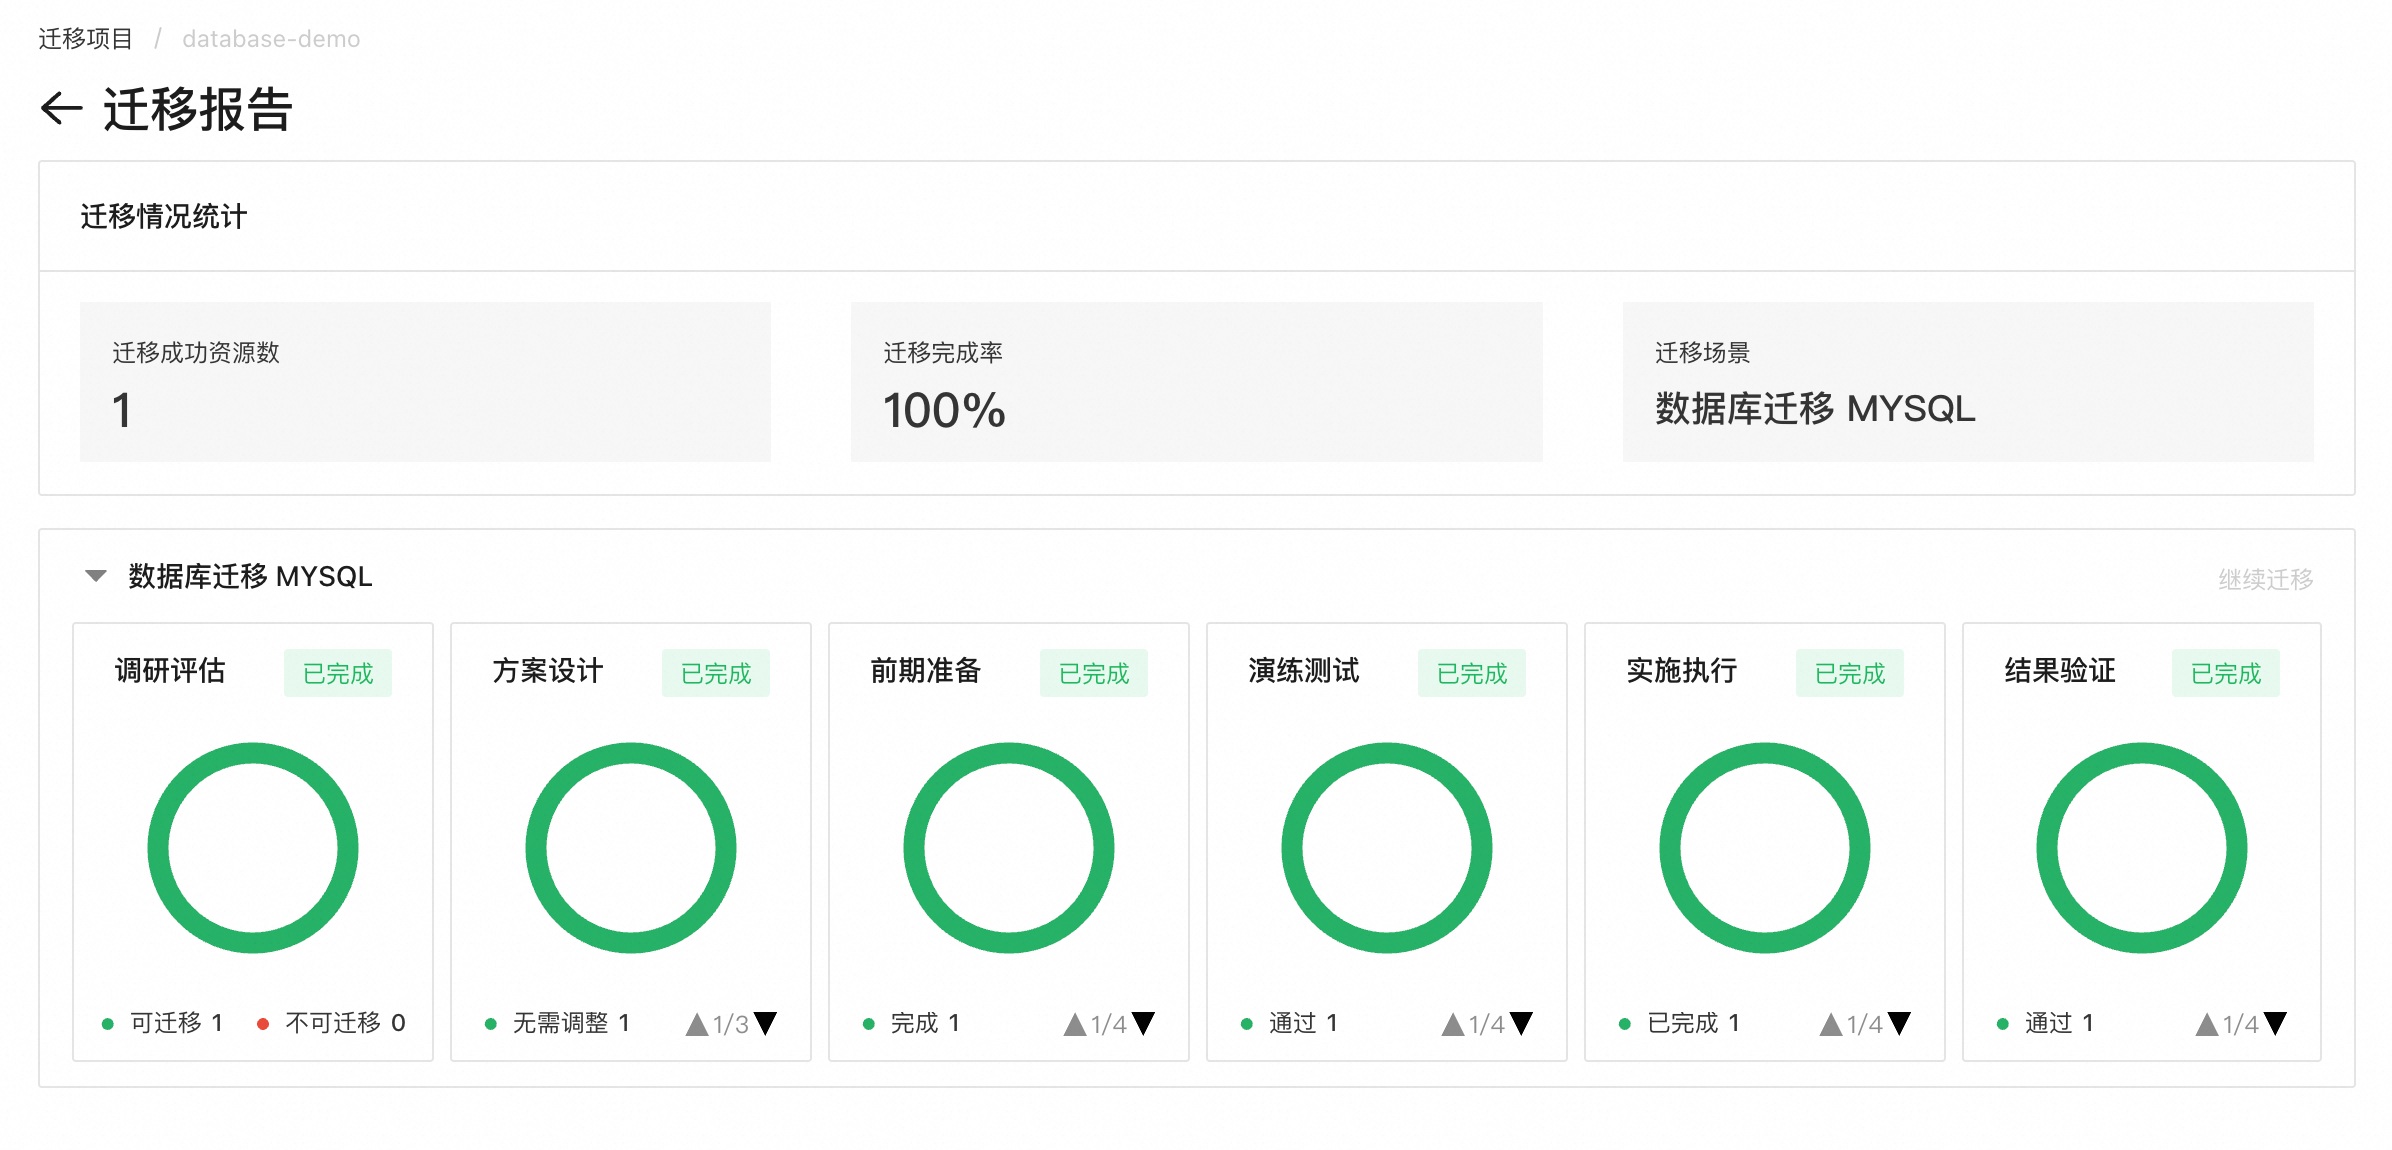 迁移项目 / database-demo
← 迁移报告
迁移情况统计
迁移成功资源数
1
迁移完成率
100%
迁移场景
数据库迁移 MYSQL
数据库迁移 MYSQL
继续迁移
调研评估 已完成
可迁移 1 不可迁移 0
方案设计 已完成
无需调整 1 ▲1/3▼
前期准备 已完成
完成 1 ▲1/4▼
演练测试 已完成
通过 1 ▲1/4▼
实施执行 已完成
已完成 1 ▲1/4▼
结果验证 已完成
通过 1 ▲1/4▼